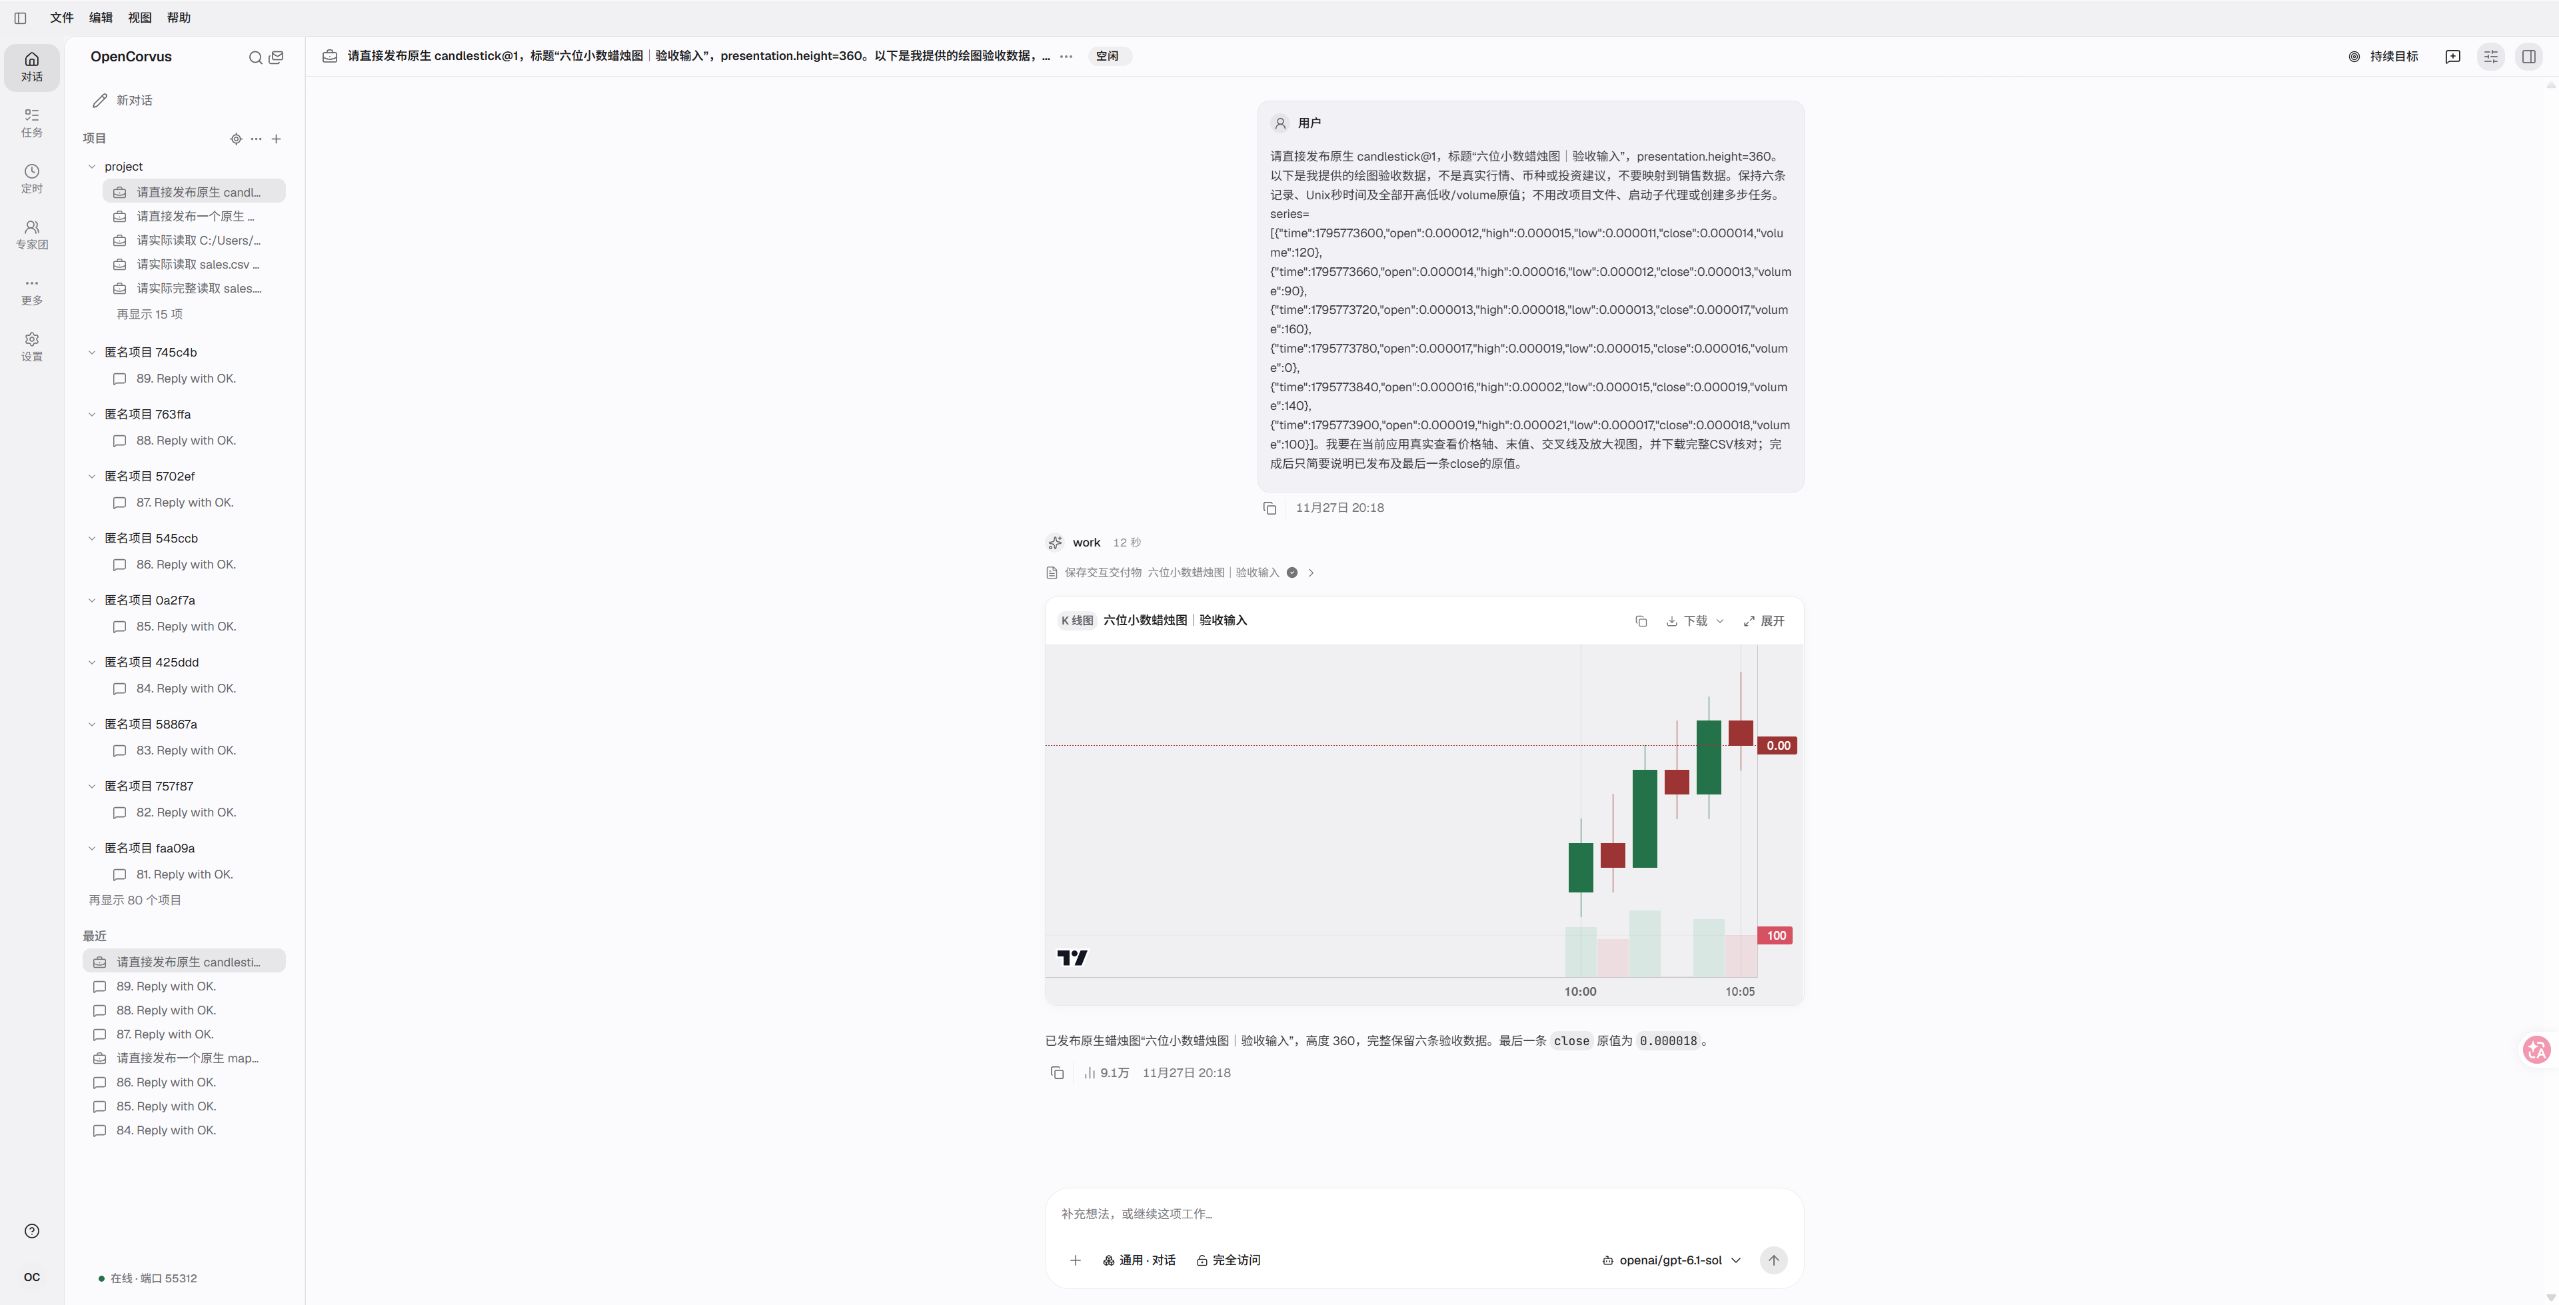 文件 编辑 视图 帮助
对话
任务
定时
专家团
更多
设置
OC
OpenCorvus
新对话
项目
project
请直接发布原生 candl...
请直接发布一个原生 ...
请实际读取 C:/Users/...
请实际读取 sales.csv ...
请实际完整读取 sales....
再显示 15 项
匿名项目 745c4b
89. Reply with OK.
匿名项目 763ffa
88. Reply with OK.
匿名项目 5702ef
87. Reply with OK.
匿名项目 545ccb
86. Reply with OK.
匿名项目 0a2f7a
85. Reply with OK.
匿名项目 425ddd
84. Reply with OK.
匿名项目 58867a
83. Reply with OK.
匿名项目 757f87
82. Reply with OK.
匿名项目 faa09a
81. Reply with OK.
再显示 80 个项目
最近
请直接发布原生 candlesti...
89. Reply with OK.
88. Reply with OK.
87. Reply with OK.
请直接发布一个原生 map...
86. Reply with OK.
85. Reply with OK.
84. Reply with OK.
在线 · 端口 55312
请直接发布原生 candlestick@1，标题“六位小数蜡烛图｜验收输入”，presentation.height=360。以下是我提供的绘图验收数据，... 空闲
持续目标
用户
请直接发布原生 candlestick@1，标题“六位小数蜡烛图｜验收输入”，presentation.height=360。
以下是我提供的绘图验收数据，不是真实行情、币种或投资建议，不要映射到销售数据。保持六条
记录、Unix秒时间及全部开高低收/volume原值；不用改项目文件、启动子代理或创建多步任务。
series=
[{"time":1795773600,"open":0.000012,"high":0.000015,"low":0.000011,"close":0.000014,"volu
me":120},
{"time":1795773660,"open":0.000014,"high":0.000016,"low":0.000012,"close":0.000013,"volum
e":90},
{"time":1795773720,"open":0.000013,"high":0.000018,"low":0.000013,"close":0.000017,"volum
e":160},
{"time":1795773780,"open":0.000017,"high":0.000019,"low":0.000015,"close":0.000016,"volum
e":0},
{"time":1795773840,"open":0.000016,"high":0.00002,"low":0.000015,"close":0.000019,"volum
e":140},
{"time":1795773900,"open":0.000019,"high":0.000021,"low":0.000017,"close":0.000018,"volum
e":100}]。我要在当前应用真实查看价格轴、末值、交叉线及放大视图，并下载完整CSV核对；完
成后只简要说明已发布及最后一条close的原值。
11月27日 20:18
work 12 秒
保存交互交付物 六位小数蜡烛图｜验收输入
K 线图 六位小数蜡烛图｜验收输入 下载 展开
0.00
100
10:00 10:05
已发布原生蜡烛图“六位小数蜡烛图｜验收输入”，高度 360，完整保留六条验收数据。最后一条 close 原值为 0.000018 。
9.1万 11月27日 20:18
补充想法，或继续这项工作...
通用 · 对话 完全访问 openai/gpt-6.1-sol